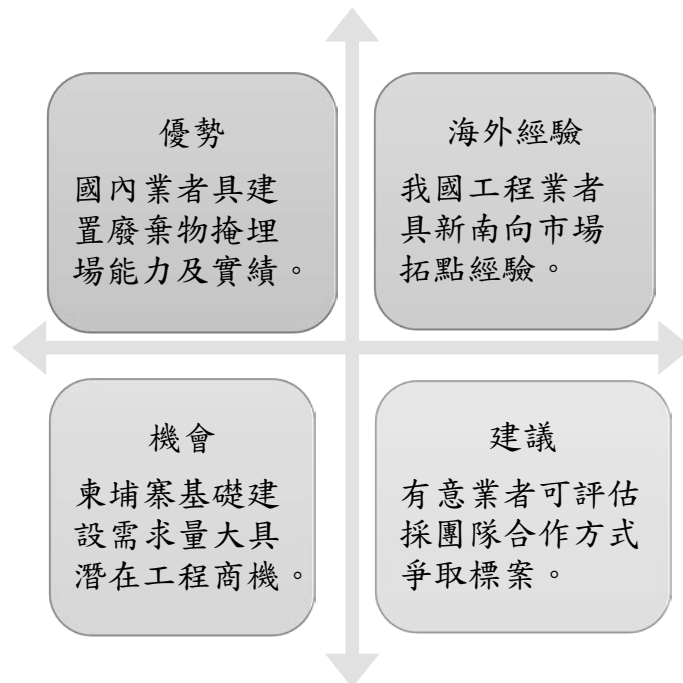 優勢
國內業者具建
置廢棄物掩埋
場能力及實績。
海外經驗
我國工程業者
具新南向市場
拓點經驗。
機會
柬埔寨基礎建
設需求量大具
潛在工程商機。
建議
有意業者可評估
採團隊合作方式
爭取標案。